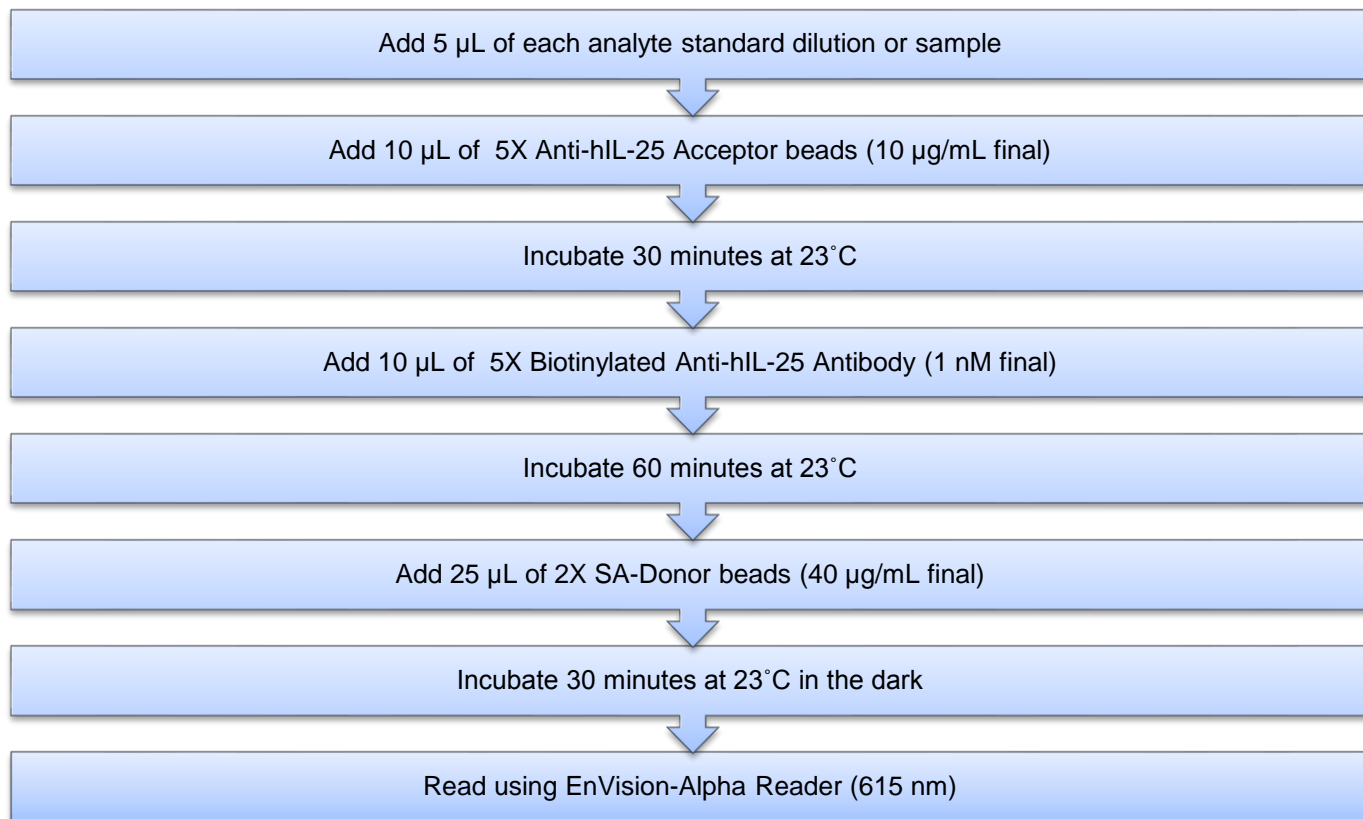 Add 5 µL of each analyte standard dilution or sample
Add 10 µL of  5X Anti-hIL-25 Acceptor beads (10 µg/mL final)
Incubate 30 minutes at 23˚C
Add 10 µL of  5X Biotinylated Anti-hIL-25 Antibody (1 nM final)
Incubate 60 minutes at 23˚C
Add 25 µL of 2X SA-Donor beads (40 µg/mL final)
Incubate 30 minutes at 23˚C in the dark
Read using EnVision-Alpha Reader (615 nm)